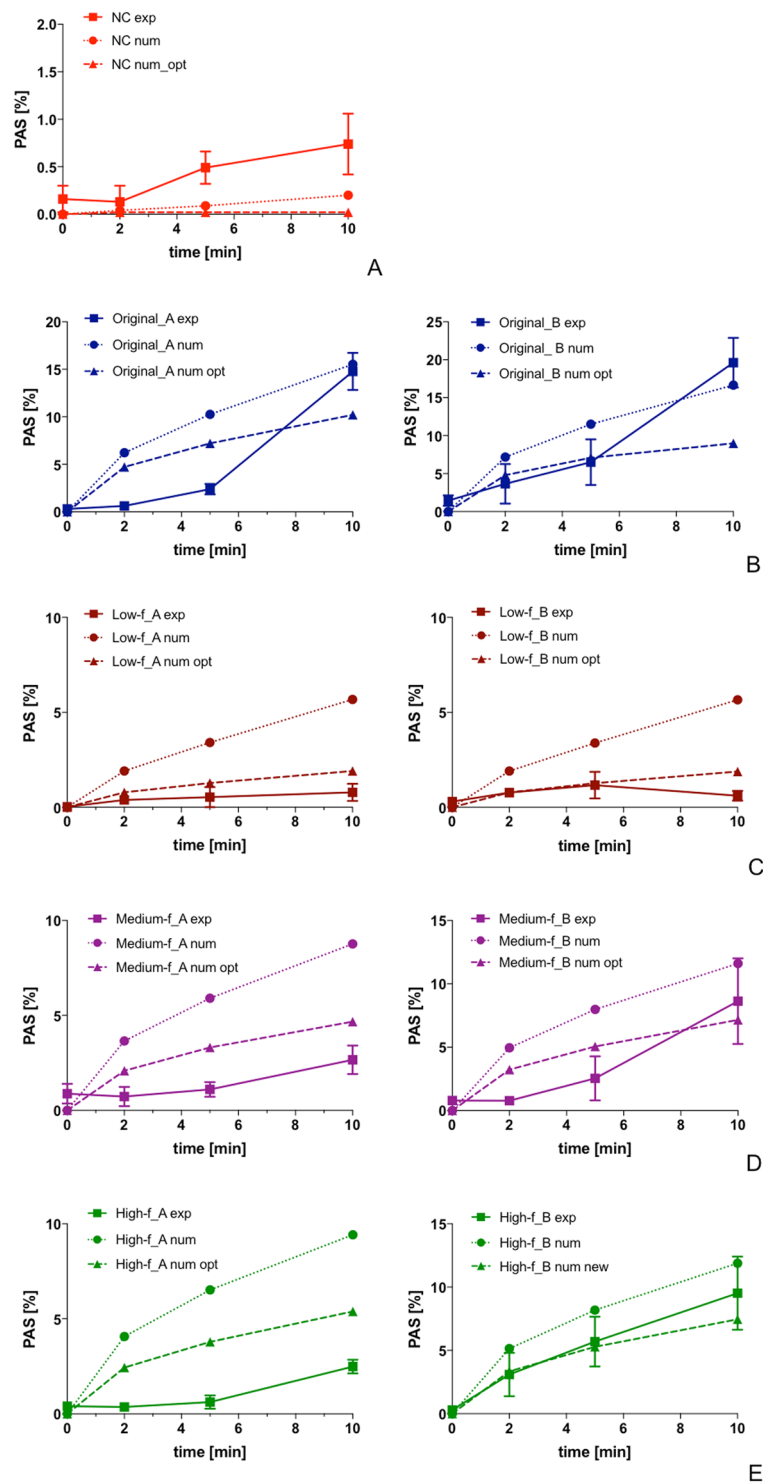 NC exp
NC num
NC num_opt
PAS [%]
2.0
1.5
1.0
0.5
0.0
0 2 4 6 8 10
time [min]
A
Original_A exp
Original_A num
Original_A num opt
PAS [%]
20
15
10
5
0
0 2 4 6 8 10
time [min]
Original_B exp
Original_ B num
Original_B num opt
PAS [%]
25
20
15
10
5
0
0 2 4 6 8 10
time [min]
B
Low-f_A exp
Low-f_A num
Low-f_A num opt
PAS [%]
10
5
0
0 2 4 6 8 10
time [min]
Low-f_B exp
Low-f_B num
Low-f_B num opt
PAS [%]
10
5
0
0 2 4 6 8 10
time [min]
C
Medium-f_A exp
Medium-f_A num
Medium-f_A num opt
PAS [%]
10
5
0
0 2 4 6 8 10
time [min]
Medium-f_B exp
Medium-f_B num
Medium-f_B num opt
PAS [%]
15
10
5
0
0 2 4 6 8 10
time [min]
D
High-f_A exp
High-f_A num
High-f_A num opt
PAS [%]
10
5
0
0 2 4 6 8 10
time [min]
High-f_B exp
High-f_B num
High-f_B num new
PAS [%]
15
10
5
0
0 2 4 6 8 10
time [min]
E